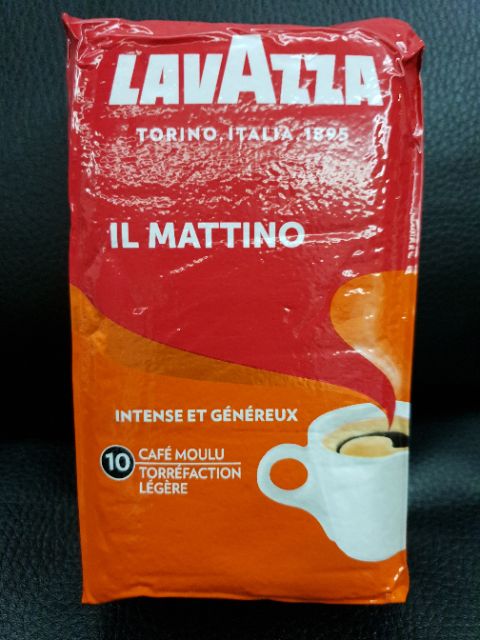 LAVAZZA
TORINO, ITALIA, 1895
IL MATTINO
INTENSE ET GÉNÉREUX
10
CAFÉ MOULU
TORRÉFACTION
LÉGÈRE